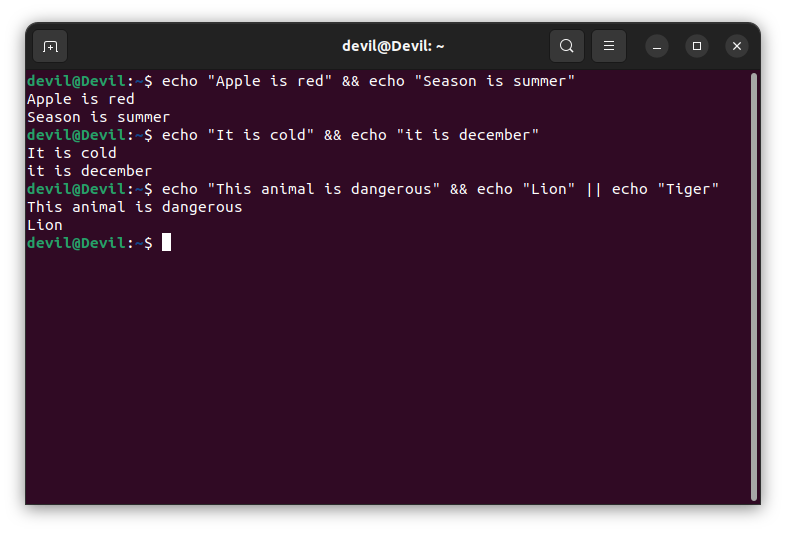 devil@Devil: ~
devil@Devil:~$ echo "Apple is red" && echo "Season is summer"
Apple is red
Season is summer
devil@Devil:~$ echo "It is cold" && echo "it is december"
It is cold
it is december
devil@Devil:~$ echo "This animal is dangerous" && echo "Lion" || echo "Tiger"
This animal is dangerous
Lion
devil@Devil:~$